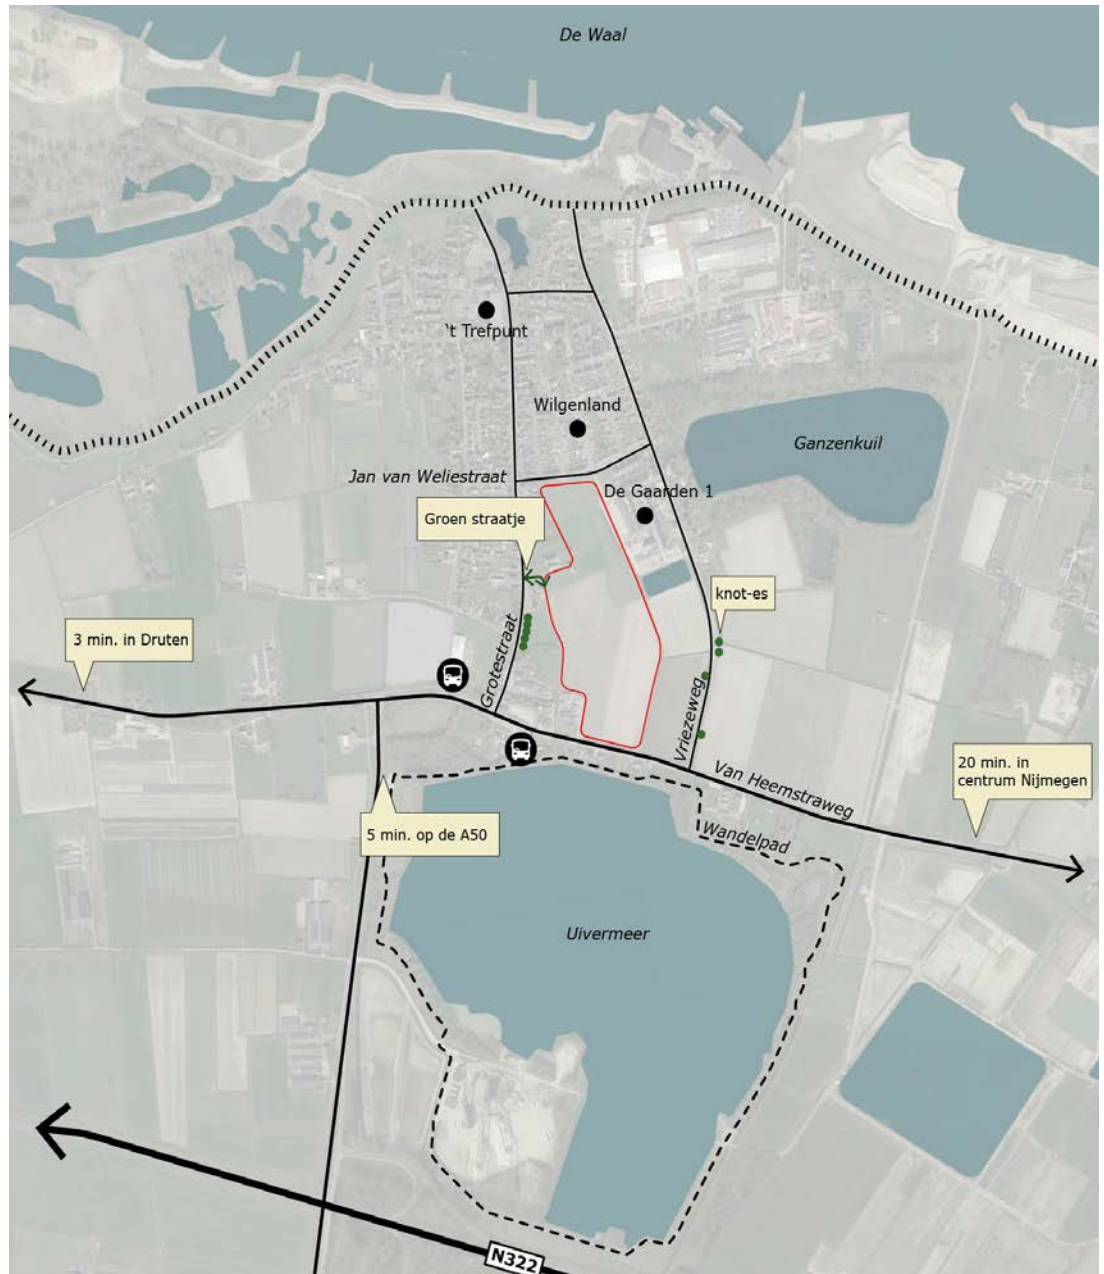 De Waal
't Trefpunt
Wilgenland
Ganzenkuil
Jan van Weliestraat
De Gaarden 1
Groen straatje
knot-es
3 min. in Druten
Grotestraat
Vriezeweg
Van Heemstraweg
20 min. in
centrum Nijmegen
5 min. op de A50
Wandelpad
Uivermeer
N322